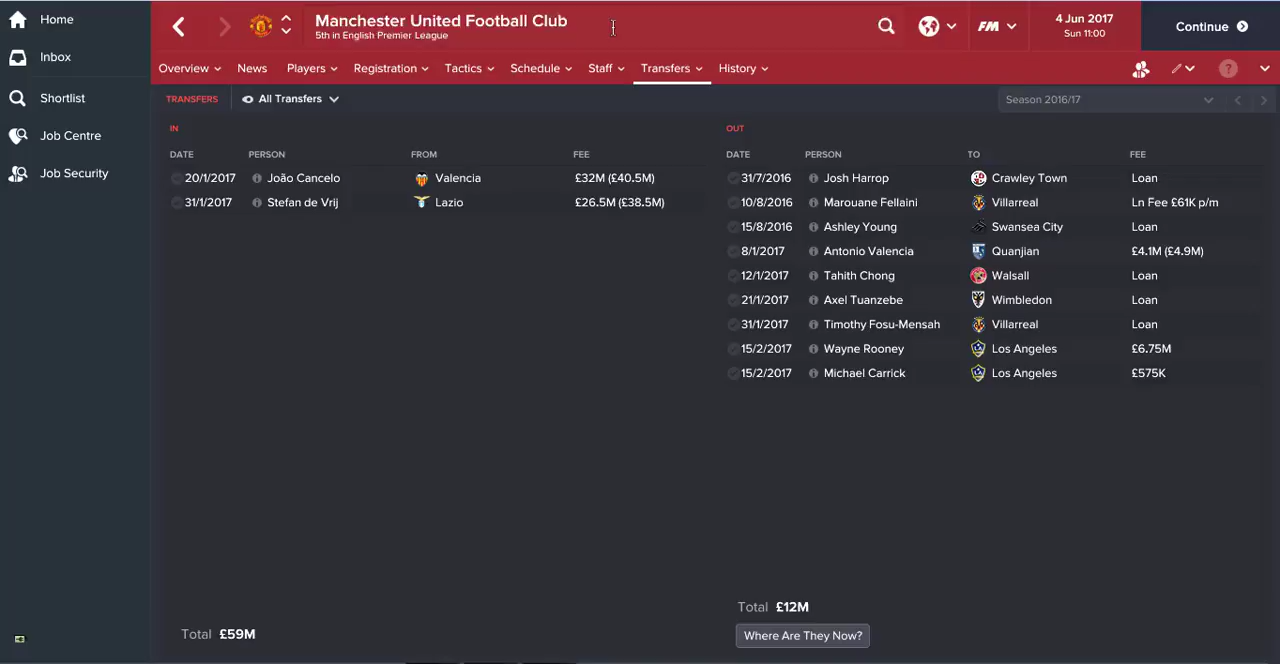 Home
Inbox
Shortlist
Job Centre
Job Security
Manchester United Football Club
5th in English Premier League
FM
4 Jun 2017
Sun 11:00
Continue
Overview News Players Registration Tactics Schedule Staff Transfers History
?
TRANSFERS All Transfers
Season 2016/17
IN
DATE PERSON FROM FEE
20/1/2017 João Cancelo Valencia £32M (£40.5M)
31/1/2017 Stefan de Vrij Lazio £26.5M (£38.5M)
Total £59M
OUT
DATE PERSON TO FEE
31/7/2016 Josh Harrop Crawley Town Loan
10/8/2016 Marouane Fellaini Villarreal Ln Fee £61K p/m
15/8/2016 Ashley Young Swansea City Loan
8/1/2017 Antonio Valencia Quanjian £4.1M (£4.9M)
12/1/2017 Tahith Chong Walsall Loan
21/1/2017 Axel Tuanzebe Wimbledon Loan
31/1/2017 Timothy Fosu-Mensah Villarreal Loan
15/2/2017 Wayne Rooney Los Angeles £6.75M
15/2/2017 Michael Carrick Los Angeles £575K
Total £12M
Where Are They Now?